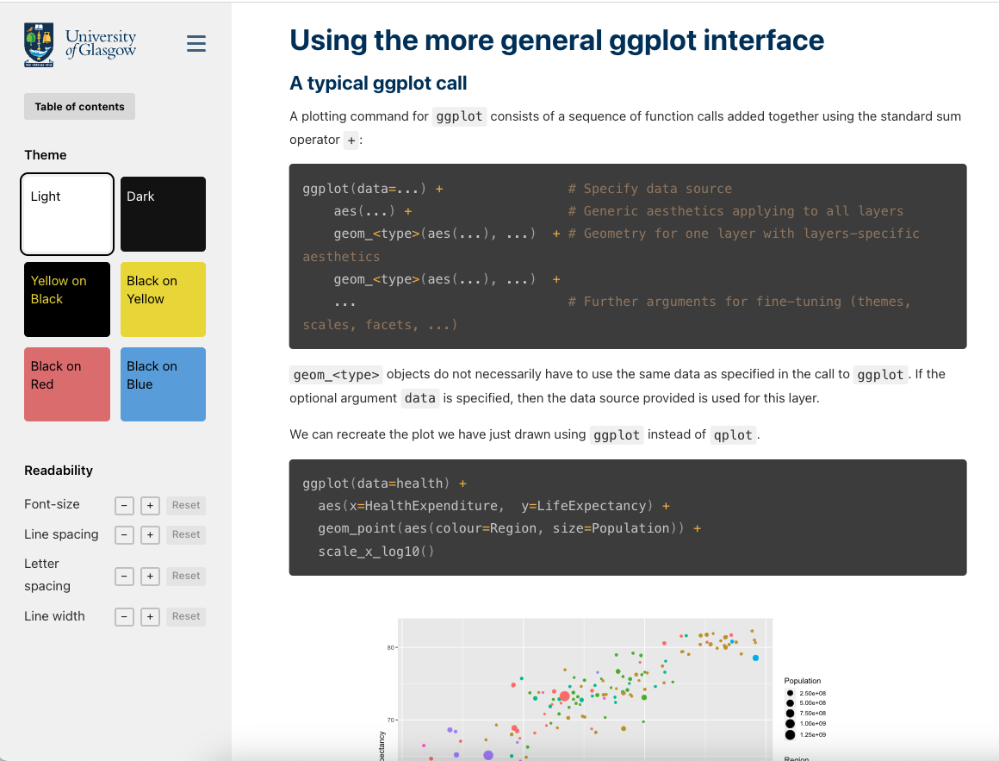 University
of Glasgow
Table of contents
Theme
Light
Dark
Yellow on
Black
Black on
Yellow
Black on
Red
Black on
Blue
Readability
Font-size
− + Reset
Line spacing
− + Reset
Letter
spacing
− + Reset
Line width
− + Reset
Using the more general ggplot interface
A typical ggplot call
A plotting command for ggplot consists of a sequence of function calls added together using the standard sum
operator + :
ggplot(data=...) +                # Specify data source
    aes(...) +                    # Generic aesthetics applying to all layers
    geom_<type>(aes(...), ...)  + # Geometry for one layer with layers-specific
aesthetics
    geom_<type>(aes(...), ...)  +
    ...                           # Further arguments for fine-tuning (themes,
scales, facets, ...)
geom_<type> objects do not necessarily have to use the same data as specified in the call to ggplot . If the
optional argument data is specified, then the data source provided is used for this layer.
We can recreate the plot we have just drawn using ggplot instead of qplot .
ggplot(data=health) +
  aes(x=HealthExpenditure,  y=LifeExpectancy) +
  geom_point(aes(colour=Region, size=Population)) +
  scale_x_log10()
80
70
pectancy
Population
2.50e+08
5.00e+08
7.50e+08
1.00e+09
1.25e+09
Region